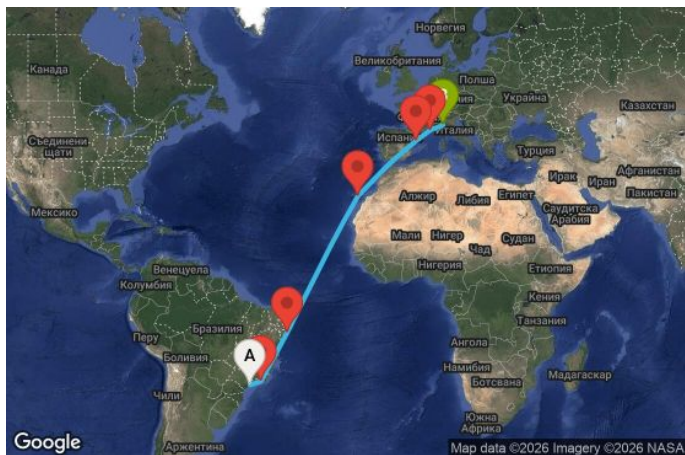 Норвегия
Канада
Великобритания
Полша
Украйна
Казахстан
Италия
Съединени
щати
Турция
Ирак
Иран
Афганистан
Пакистан
Алжир
Либия
Египет
Саудитска
Арабия
Мексико
Мали
Нигер
Чад
Судан
Нигерия
Етиопия
Венецуела
Колумбия
Кения
Танзания
Перу
Бразилия
A
Боливия
Ангола
Намибия
Ботсвана
Мадагаскар
Чили
Южна
Африка
Аржентина
Google
Map data ©2026 Imagery ©2026 NASA